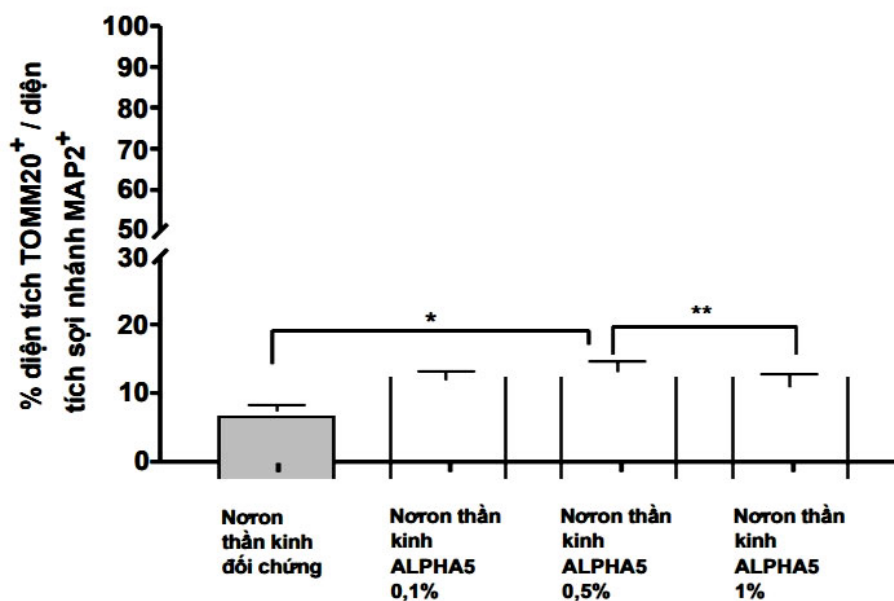 % diện tích TOMM20+ / diện
tích sợi nhánh MAP2+
100
90
80
70
60
50
30
20
10
0
*
**
Nơron
thần kinh
đối chứng
Nơron thần
kinh
ALPHA5
0,1%
Nơron thần
kinh
ALPHA5
0,5%
Nơron thần
kinh
ALPHA5
1%